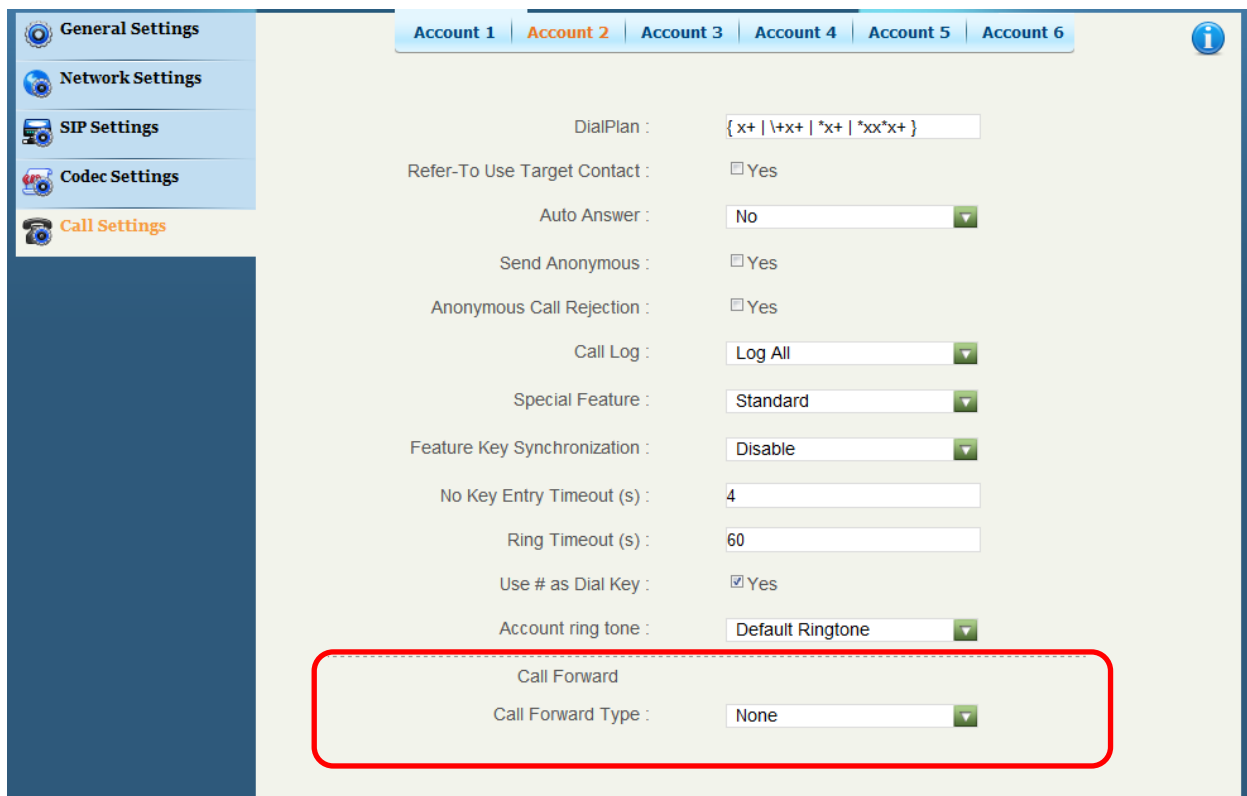 General Settings
Network Settings
SIP Settings
Codec Settings
Call Settings
Account 1 Account 2 Account 3 Account 4 Account 5 Account 6
DialPlan : { x+ | \+x+ | *x+ | *xx*x+ }
Refer-To Use Target Contact : Yes
Auto Answer : No
Send Anonymous : Yes
Anonymous Call Rejection : Yes
Call Log : Log All
Special Feature : Standard
Feature Key Synchronization : Disable
No Key Entry Timeout (s) : 4
Ring Timeout (s) : 60
Use # as Dial Key : Yes
Account ring tone : Default Ringtone
Call Forward
Call Forward Type : None